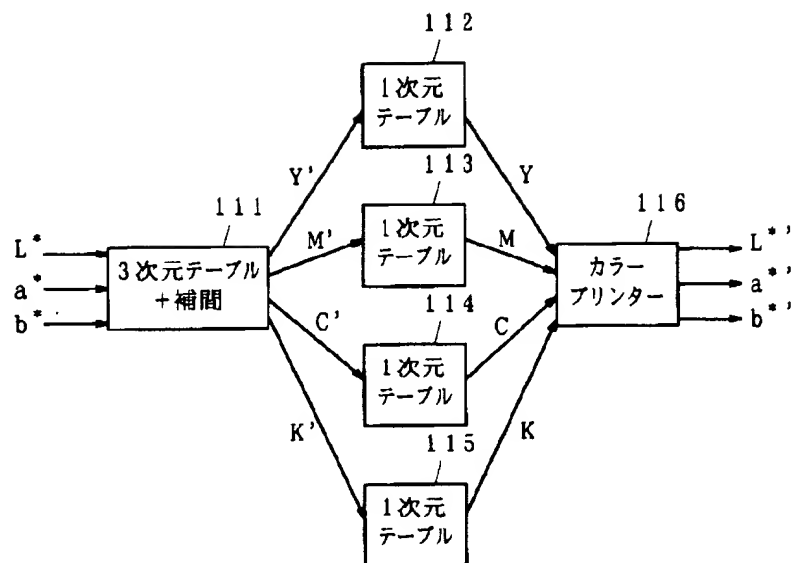 112
1次元
テーブル
Y'
Y
111
113
116
L*
a*
b*
3次元テーブル
+補間
M'
1次元
テーブル
M
カラー
プリンター
L*'
a*'
b*'
C'
114
C
1次元
テーブル
K'
115
K
1次元
テーブル